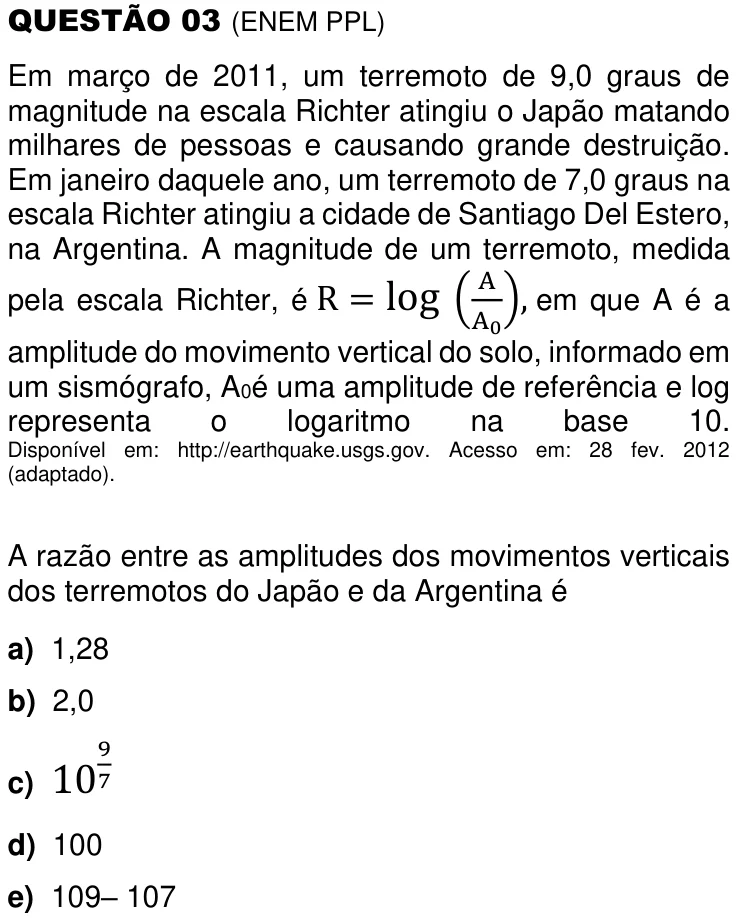 QUESTÃO 03 (ENEM PPL)
Em março de 2011, um terremoto de 9,0 graus de
magnitude na escala Richter atingiu o Japão matando
milhares de pessoas e causando grande destruição.
Em janeiro daquele ano, um terremoto de 7,0 graus na
escala Richter atingiu a cidade de Santiago Del Estero,
na Argentina. A magnitude de um terremoto, medida
pela escala Richter, é R = log (A/A₀), em que A é a
amplitude do movimento vertical do solo, informado em
um sismógrafo, A₀é uma amplitude de referência e log
representa o logaritmo na base 10.
Disponível em: http://earthquake.usgs.gov. Acesso em: 28 fev. 2012
(adaptado).
A razão entre as amplitudes dos movimentos verticais
dos terremotos do Japão e da Argentina é
a) 1,28
b) 2,0
c) 10^(9/7)
d) 100
e) 109– 107